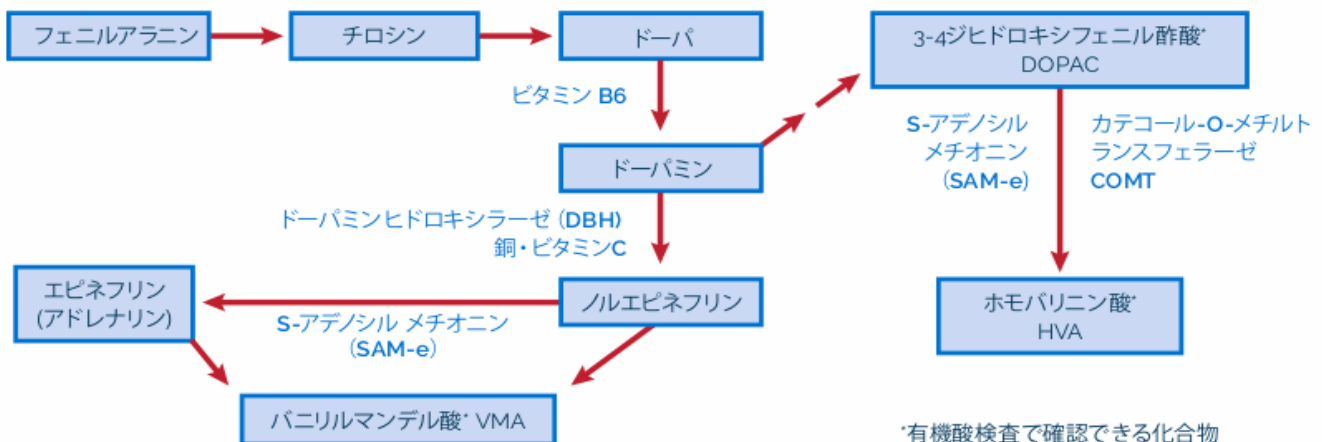 フェニルアラニン
チロシン
ドーパ
3-4ジヒドロキシフェニル酢酸*
DOPAC
ビタミン B6
S-アデノシル
メチオニン
(SAM-e)
カテコール-O-メチルト
ランスフェラーゼ
COMT
ドーパミン
ドーパミンヒドロキシラーゼ (DBH)
銅・ビタミンC
エピネフリン
(アドレナリン)
ノルエピネフリン
ホモバリニン酸*
HVA
S-アデノシル メチオニン
(SAM-e)
バニリルマンデル酸* VMA
*有機酸検査で確認できる化合物